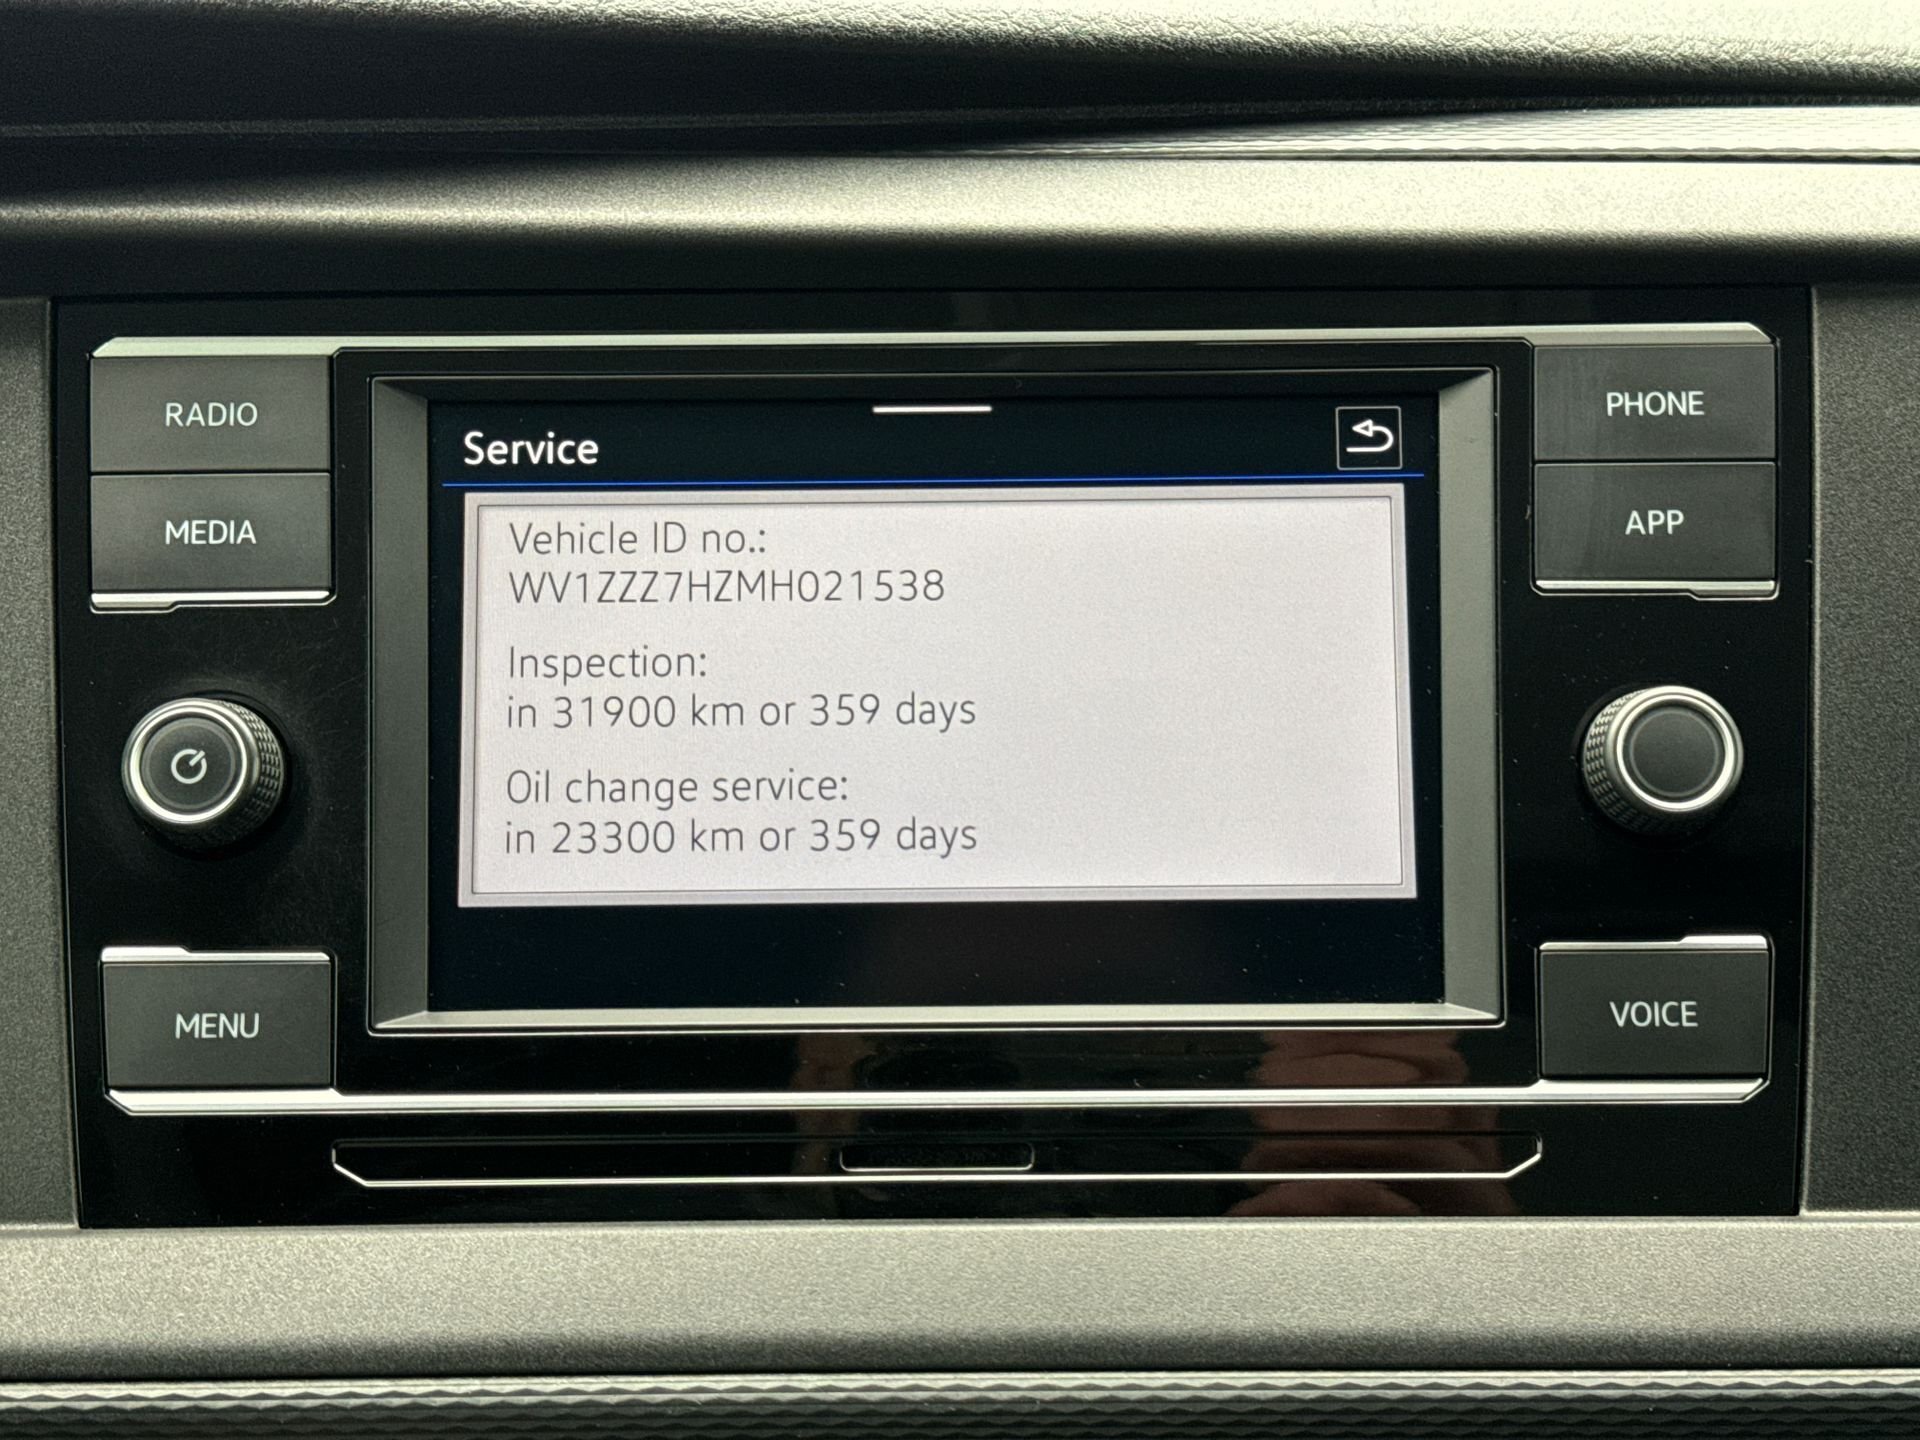 RADIO
MEDIA
MENU
Service
Vehicle ID no.:
WV1ZZZ7HZMH021538
Inspection:
in 31900 km or 359 days
Oil change service:
in 23300 km or 359 days
PHONE
APP
VOICE